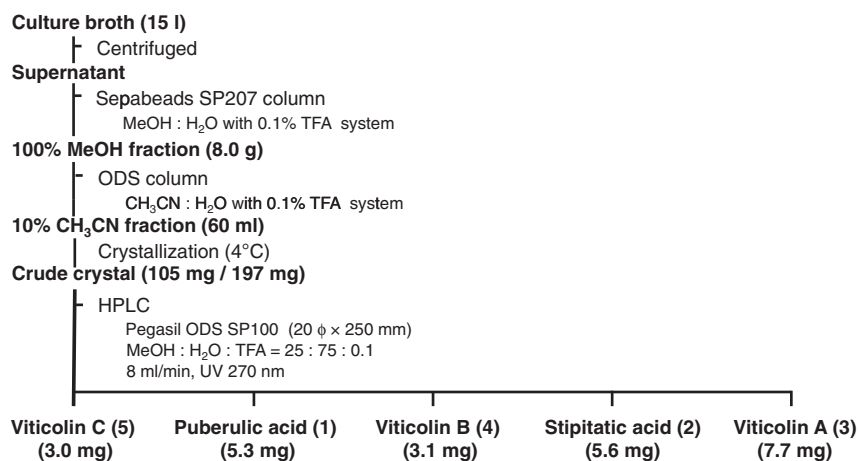 Culture broth (15 l)
Centrifuged
Supernatant
Sepabeads SP207 column
MeOH : H₂O with 0.1% TFA system
100% MeOH fraction (8.0 g)
ODS column
CH₃CN : H₂O with 0.1% TFA system
10% CH₃CN fraction (60 ml)
Crystallization (4°C)
Crude crystal (105 mg / 197 mg)
HPLC
Pegasil ODS SP100 (20 ϕ × 250 mm)
MeOH : H₂O : TFA = 25 : 75 : 0.1
8 ml/min, UV 270 nm
Viticolin C (5) Puberulic acid (1) Viticolin B (4) Stipitatic acid (2) Viticolin A (3)
(3.0 mg) (5.3 mg) (3.1 mg) (5.6 mg) (7.7 mg)